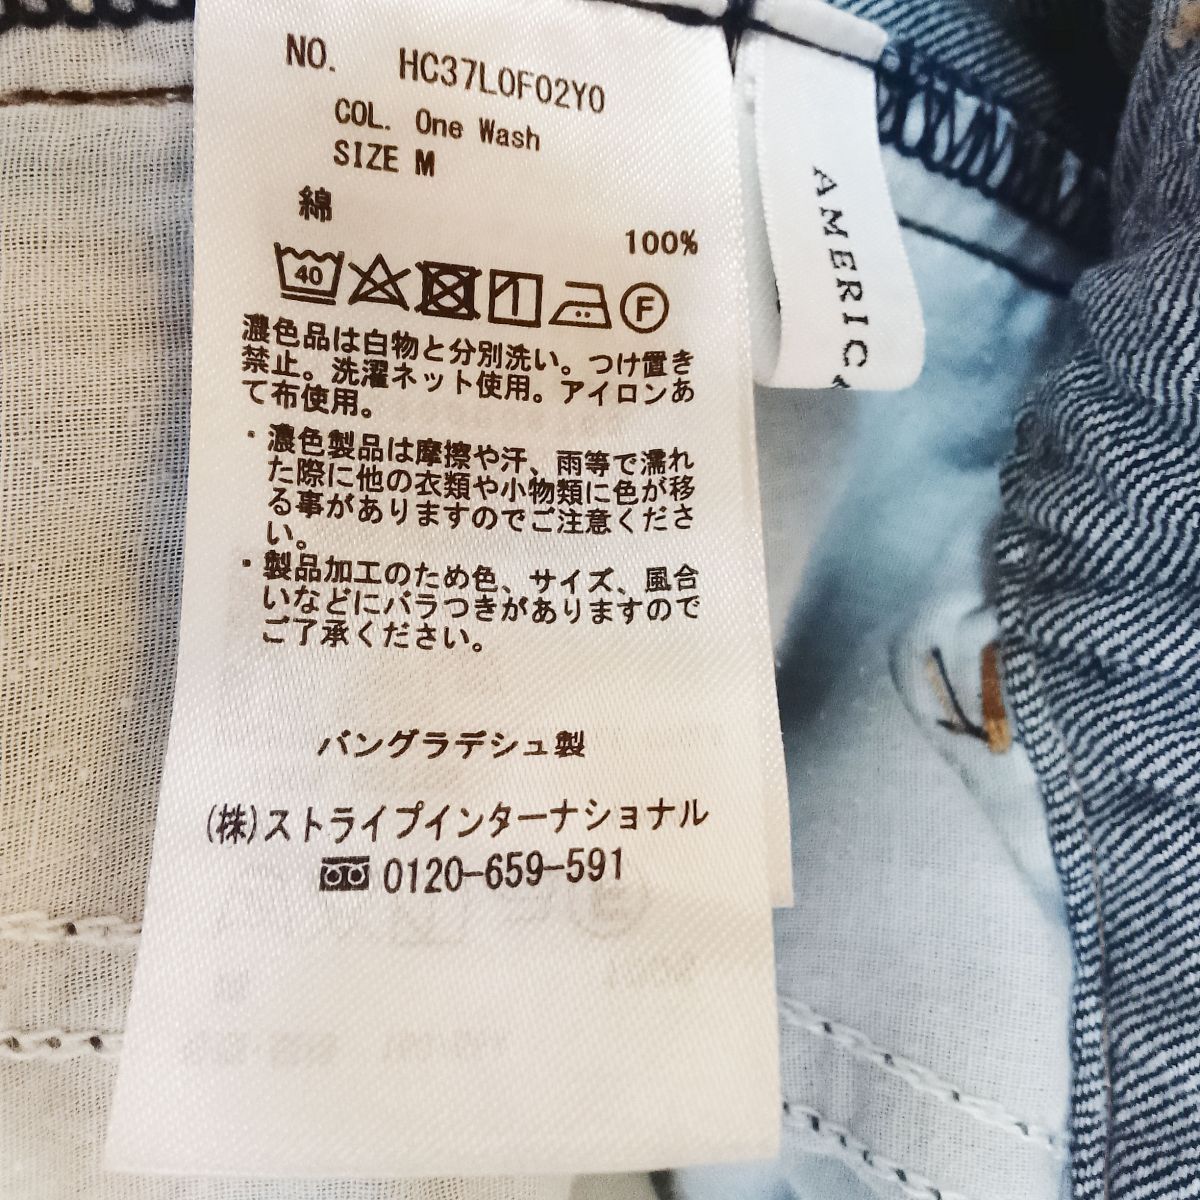 NO. HC37L0F02Y0
COL. One Wash
SIZE M
綿
100%
40
F
濃色品は白物と分別洗い。つけ置き
禁止。洗濯ネット使用。アイロンあ
て布使用。
・濃色製品は摩擦や汗、雨等で濡れ
た際に他の衣類や小物類に色が移
る事がありますのでご注意くださ
い。
・製品加工のため色、サイズ、風合
いなどにバラつきがありますので
ご了承ください。
バングラデシュ製
(株)ストライプインターナショナル
0120-659-591
AMERIC